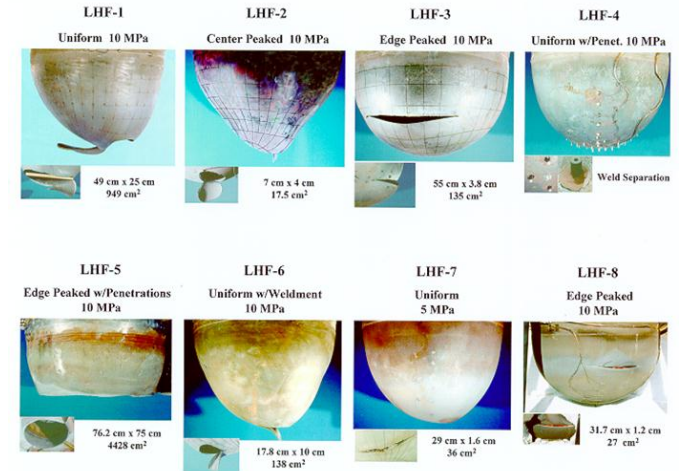 LHF-1
Uniform 10 MPa
49 cm x 25 cm
949 cm²
LHF-2
Center Peaked 10 MPa
7 cm x 4 cm
17.5 cm²
LHF-3
Edge Peaked 10 MPa
55 cm x 3.8 cm
135 cm²
LHF-4
Uniform w/Penet. 10 MPa
Weld Separation
LHF-5
Edge Peaked w/Penetrations
10 MPa
76.2 cm x 75 cm
4428 cm²
LHF-6
Uniform w/Weldment
10 MPa
17.8 cm x 10 cm
138 cm²
LHF-7
Uniform
5 MPa
29 cm x 1.6 cm
36 cm²
LHF-8
Edge Peaked
10 MPa
31.7 cm x 1.2 cm
27 cm²